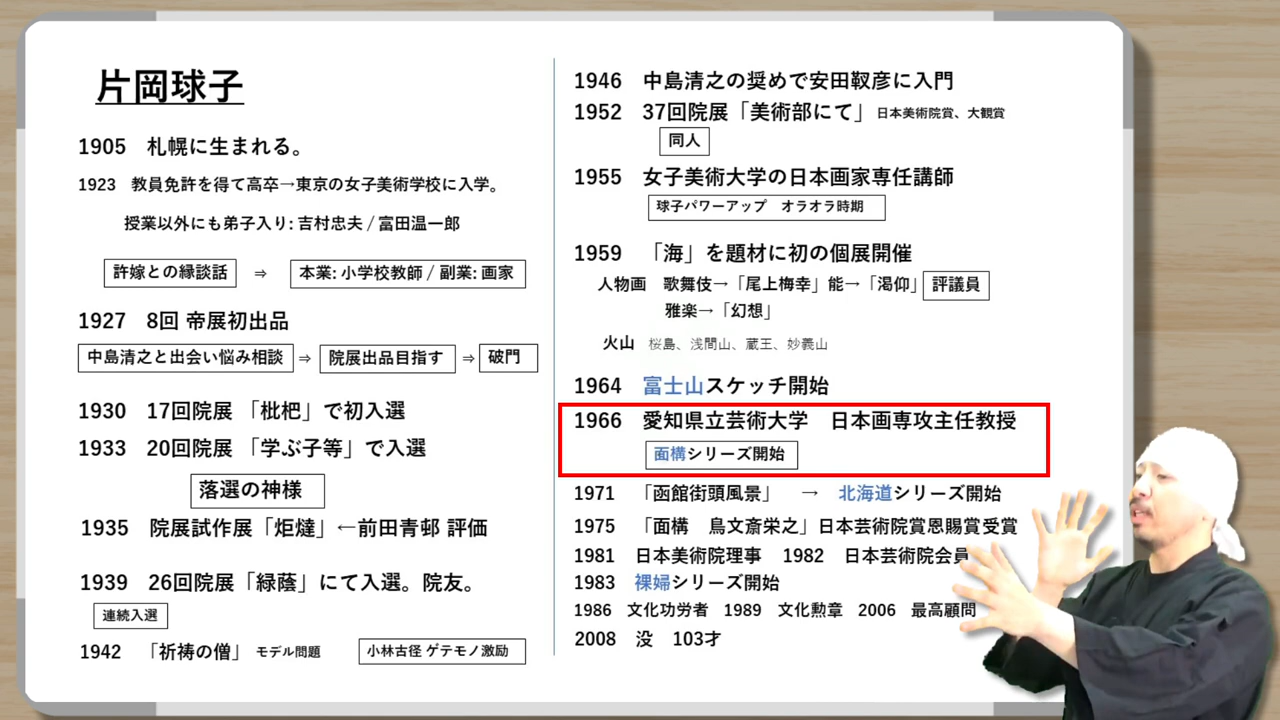 片岡球子
1905 札幌に生まれる。
1923 教員免許を得て高卒→東京の女子美術学校に入学。
授業以外にも弟子入り: 吉村忠夫 / 富田温一郎
許嫁との縁談話 ⇒ 本業: 小学校教師 / 副業: 画家
1927 8回 帝展初出品
中島清之と出会い悩み相談 ⇒ 院展出品目指す ⇒ 破門
1930 17回院展 「枇杷」で初入選
1933 20回院展 「学ぶ子等」で入選
落選の神様
1935 院展試作展「炬燵」←前田青邨 評価
1939 26回院展「緑蔭」にて入選。院友。
連続入選
1942 「祈祷の僧」 モデル問題 小林古径 ゲテモノ激励
1946 中島清之の奨めで安田靫彦に入門
1952 37回院展「美術部にて」 日本美術院賞、大観賞
同人
1955 女子美術大学の日本画家専任講師
球子パワーアップ オラオラ時期
1959 「海」を題材に初の個展開催
人物画 歌舞伎→「尾上梅幸」能→「渇仰」 評議員
雅楽→「幻想」
火山 桜島、浅間山、蔵王、妙義山
1964 富士山スケッチ開始
1966 愛知県立芸術大学 日本画専攻主任教授
面構シリーズ開始
1971 「函館街頭風景」 → 北海道シリーズ開始
1975 「面構 鳥文斎栄之」日本芸術院賞恩賜賞受賞
1981 日本美術院理事 1982 日本芸術院会員
1983 裸婦シリーズ開始
1986 文化功労者 1989 文化勲章 2006 最高顧問
2008 没 103才